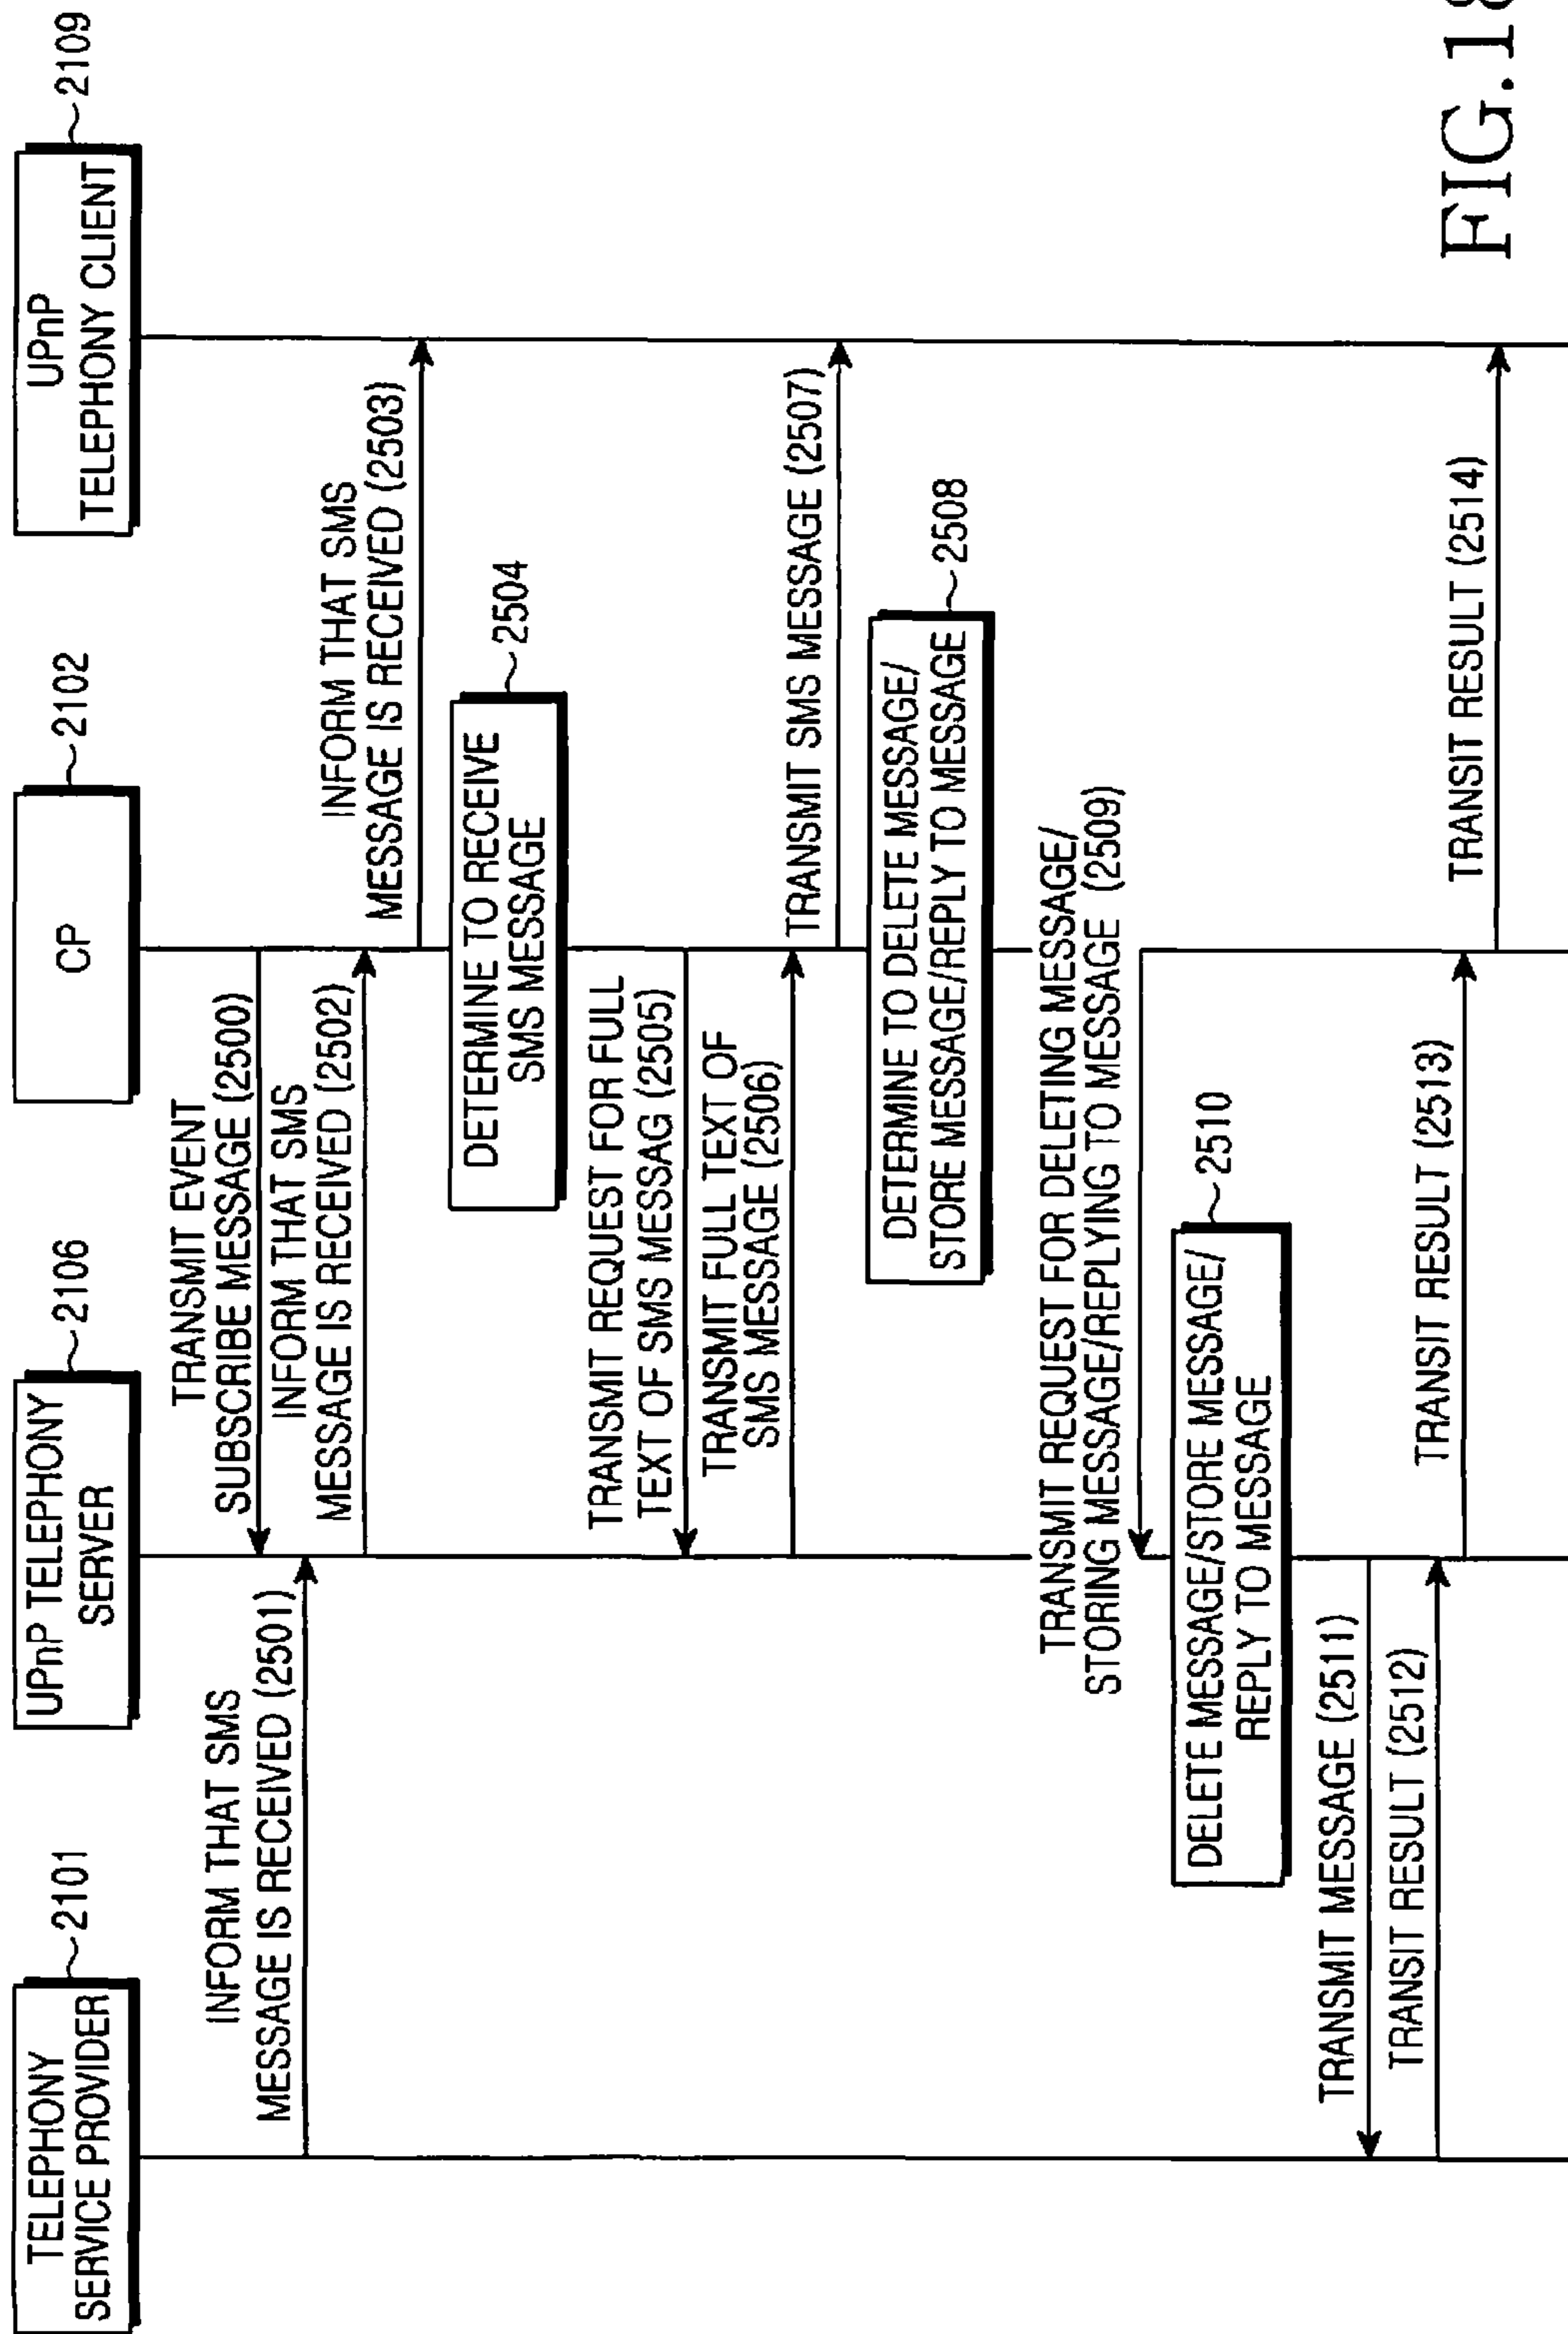 TELEPHONY
SERVICE PROVIDER
2101
UPnP TELEPHONY
SERVER
2106
CP
2102
UPnP
TELEPHONY CLIENT
2109
TRANSMIT EVENT
SUBSCRIBE MESSAGE (2500)
INFORM THAT SMS
MESSAGE IS RECEIVED (2501)
INFORM THAT SMS
MESSAGE IS RECEIVED (2502)
INFORM THAT SMS
MESSAGE IS RECEIVED (2503)
DETERMINE TO RECEIVE
SMS MESSAGE
2504
TRANSMIT REQUEST FOR FULL
TEXT OF SMS MESSAG (2505)
TRANSMIT FULL TEXT OF
SMS MESSAGE (2506)
TRANSMIT SMS MESSAGE (2507)
DETERMINE TO DELETE MESSAGE/
STORE MESSAGE/REPLY TO MESSAGE
2508
TRANSMIT REQUEST FOR DELETING MESSAGE/
STORING MESSAGE/REPLYING TO MESSAGE (2509)
DELETE MESSAGE/STORE MESSAGE/
REPLY TO MESSAGE
2510
TRANSMIT MESSAGE (2511)
TRANSIT RESULT (2512)
TRANSIT RESULT (2513)
TRANSIT RESULT (2514)
FIG.18